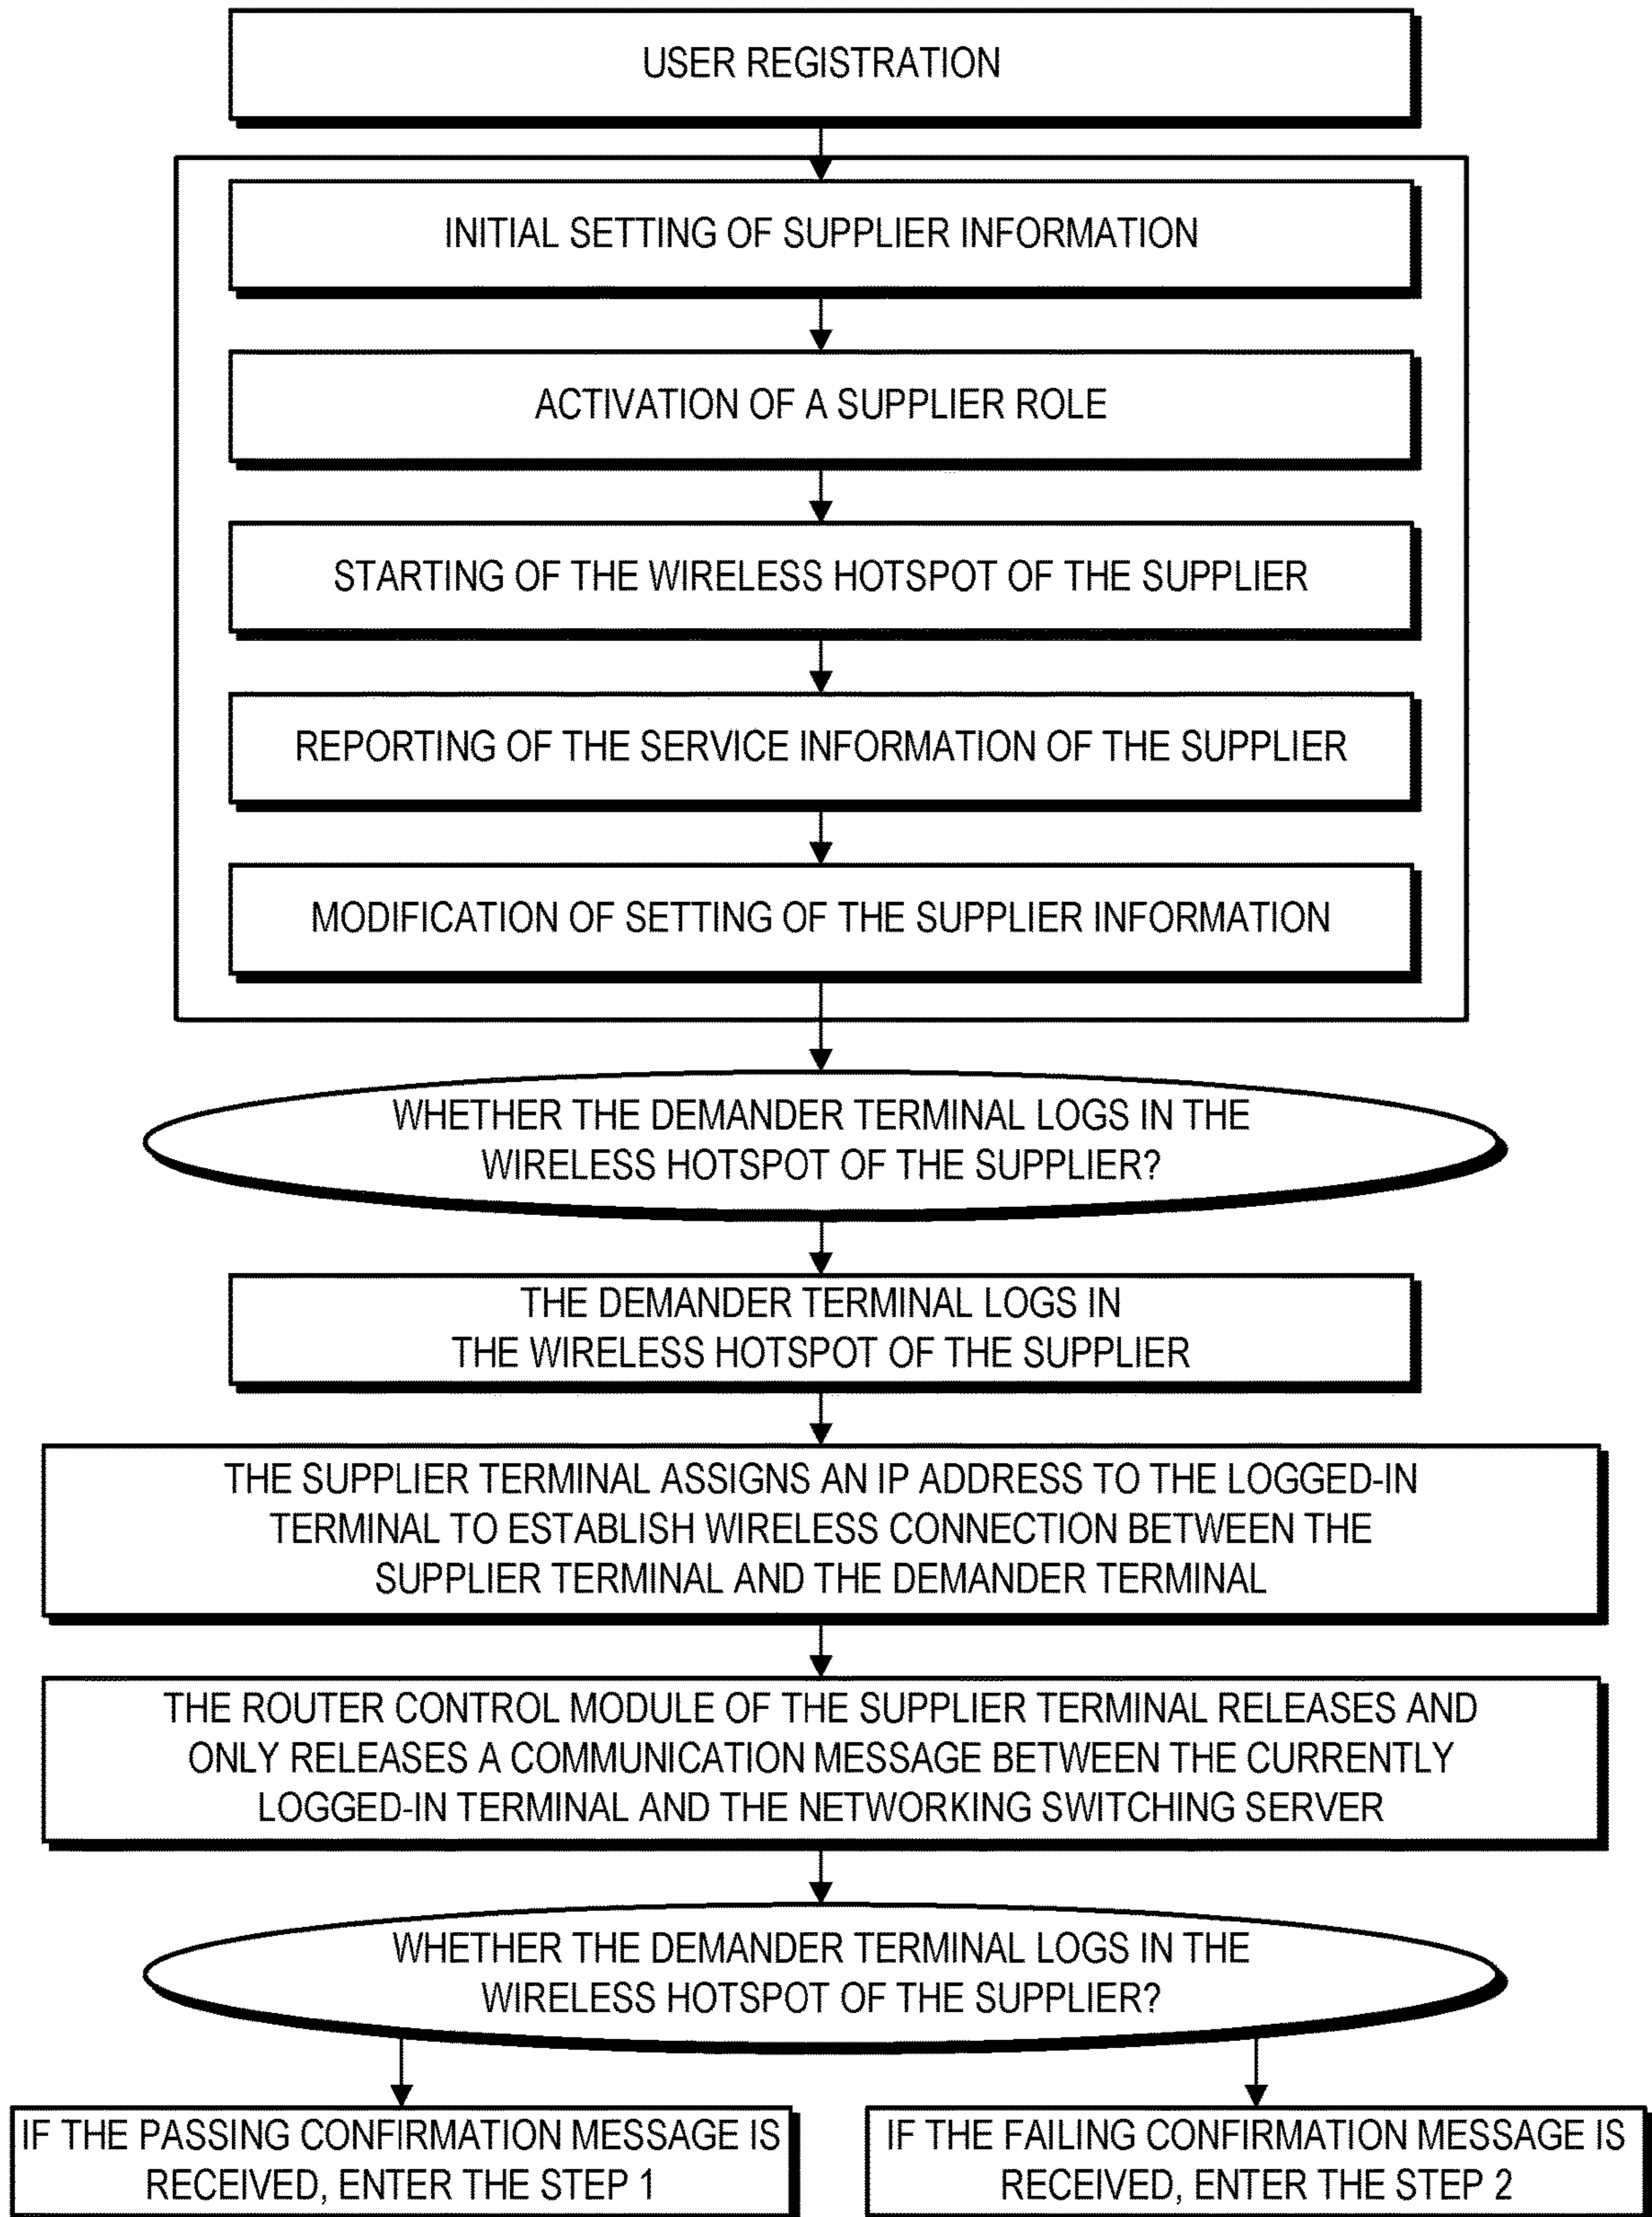 USER REGISTRATION
INITIAL SETTING OF SUPPLIER INFORMATION
ACTIVATION OF A SUPPLIER ROLE
STARTING OF THE WIRELESS HOTSPOT OF THE SUPPLIER
REPORTING OF THE SERVICE INFORMATION OF THE SUPPLIER
MODIFICATION OF SETTING OF THE SUPPLIER INFORMATION
WHETHER THE DEMANDER TERMINAL LOGS IN THE
WIRELESS HOTSPOT OF THE SUPPLIER?
THE DEMANDER TERMINAL LOGS IN
THE WIRELESS HOTSPOT OF THE SUPPLIER
THE SUPPLIER TERMINAL ASSIGNS AN IP ADDRESS TO THE LOGGED-IN
TERMINAL TO ESTABLISH WIRELESS CONNECTION BETWEEN THE
SUPPLIER TERMINAL AND THE DEMANDER TERMINAL
THE ROUTER CONTROL MODULE OF THE SUPPLIER TERMINAL RELEASES AND
ONLY RELEASES A COMMUNICATION MESSAGE BETWEEN THE CURRENTLY
LOGGED-IN TERMINAL AND THE NETWORKING SWITCHING SERVER
WHETHER THE DEMANDER TERMINAL LOGS IN THE
WIRELESS HOTSPOT OF THE SUPPLIER?
IF THE PASSING CONFIRMATION MESSAGE IS
RECEIVED, ENTER THE STEP 1
IF THE FAILING CONFIRMATION MESSAGE IS
RECEIVED, ENTER THE STEP 2